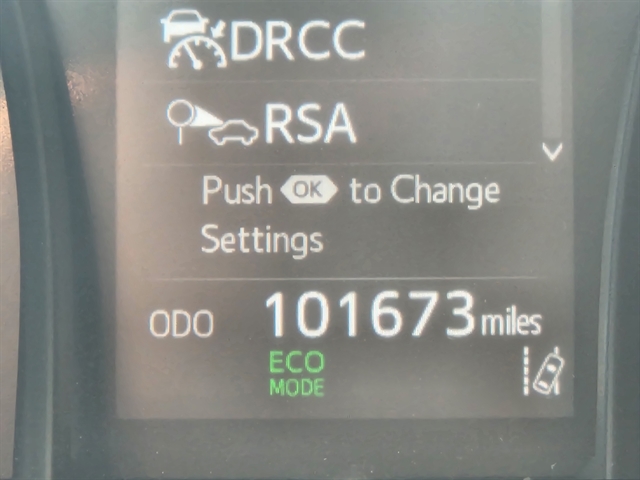 DRCC
RSA
Push OK to Change
Settings
ODO 101673 miles
ECO
MODE